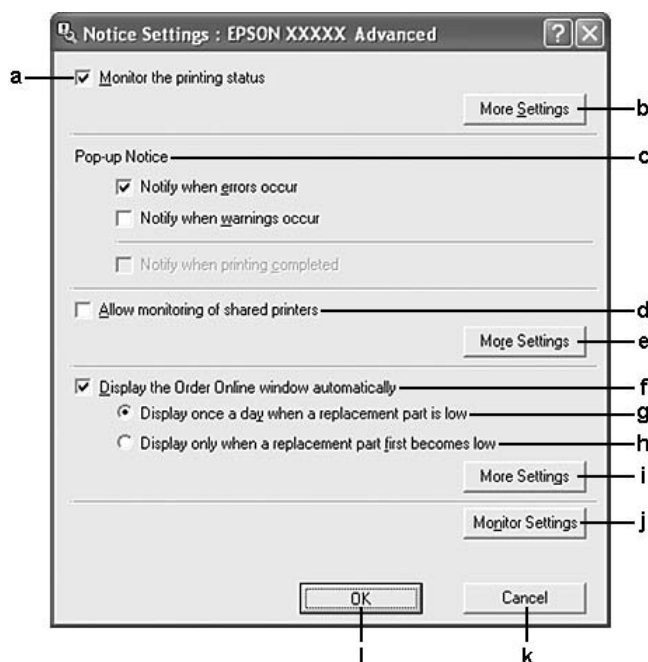 Notice Settings : EPSON XXXXX Advanced
a
Monitor the printing status
More Settings
b
Pop-up Notice
c
Notify when errors occur
Notify when warnings occur
Notify when printing completed
Allow monitoring of shared printers
d
More Settings
e
Display the Order Online window automatically
f
Display once a day when a replacement part is low
g
Display only when a replacement part first becomes low
h
More Settings
i
Monitor Settings
j
OK
Cancel
l
k